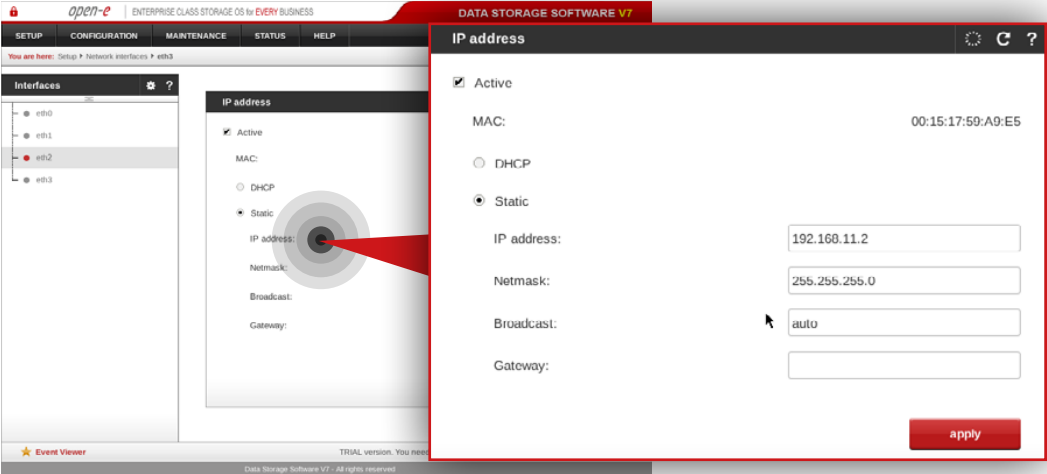 open-e ENTERPRISE CLASS STORAGE OS for EVERY BUSINESS
DATA STORAGE SOFTWARE V7
SETUP CONFIGURATION MAINTENANCE STATUS HELP
You are here: Setup Network interfaces eth3
Interfaces ?
eth0
eth1
eth2
eth3
IP address
Active
MAC:
DHCP
Static
IP address:
Netmask:
Broadcast:
Gateway:
IP address ?
Active
MAC: 00:15:17:59:A9:E5
DHCP
Static
IP address: 192.168.11.2
Netmask: 255.255.255.0
Broadcast: auto
Gateway:
apply
Event Viewer
TRIAL version. You need
Data Storage Software V7 - All rights reserved